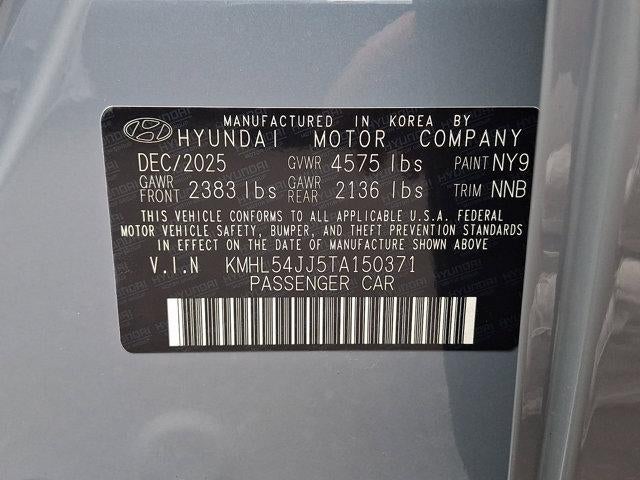 MANUFACTURED IN KOREA BY
HYUNDAI MOTOR COMPANY
DEC/2025 GVWR 4575 lbs PAINT NY9
GAWR FRONT 2383 lbs GAWR REAR 2136 lbs TRIM NNB
THIS VEHICLE CONFORMS TO ALL APPLICABLE U.S.A. FEDERAL
MOTOR VEHICLE SAFETY, BUMPER, AND THEFT PREVENTION STANDARDS
IN EFFECT ON THE DATE OF MANUFACTURE SHOWN ABOVE
V.I.N KMHL54JJ5TA150371
PASSENGER CAR